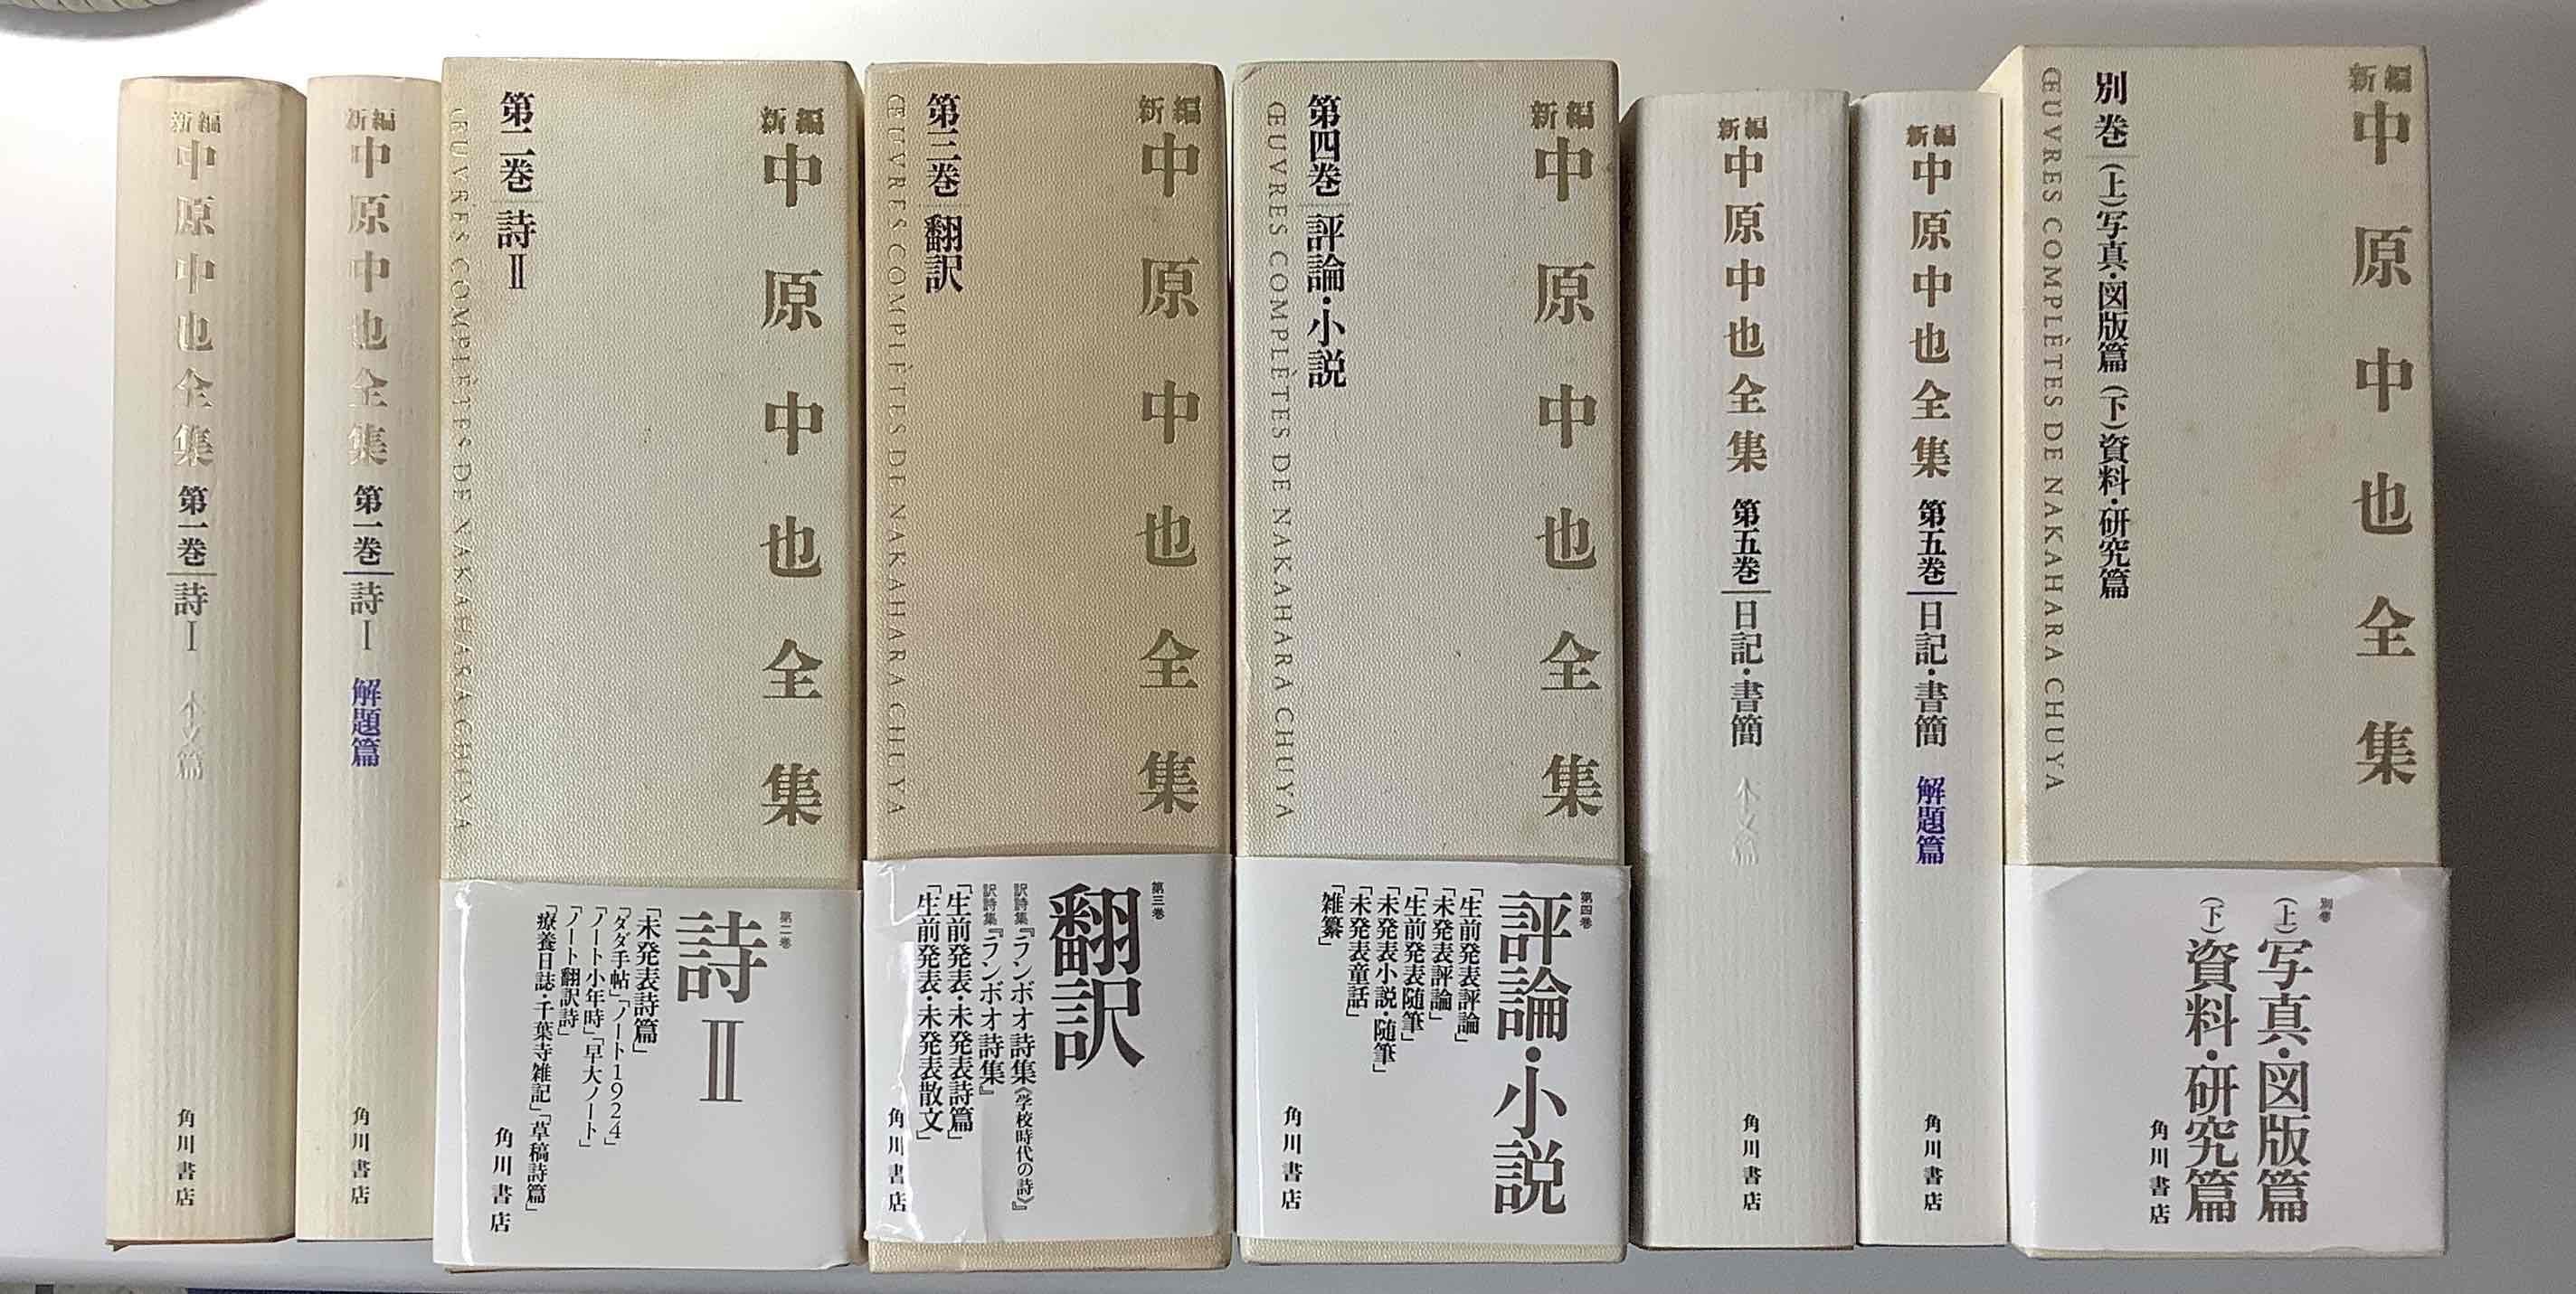 新編
中原中也全集 第一巻 詩Ⅰ 本文篇
角川書店
新編
中原中也全集 第一巻 詩Ⅰ 解題篇
角川書店
新編
中原中也全集
第二巻 詩Ⅱ
ŒUVRES COMPLÈTES DE NAKAHARA CHUYA
第二巻
詩Ⅱ
「未発表詩篇」
「ダダ手帖」「ノート1924」
「ノート小年時」「早大ノート」
「ノート翻訳詩」
「療養日誌・千葉寺雑記」「草稿詩篇」
角川書店
新編
中原中也全集
第三巻 翻訳
ŒUVRES COMPLÈTES DE NAKAHARA CHUYA
第三巻
翻訳
訳詩集『ランボオ詩集《学校時代の詩》』
訳詩集『ランボオ詩集』
「生前発表・未発表詩篇」
「生前発表・未発表散文」
角川書店
新編
中原中也全集
第四巻 評論・小説
ŒUVRES COMPLÈTES DE NAKAHARA CHUYA
第四巻
評論・小説
「生前発表評論」
「未発表評論」
「生前発表随筆」
「未発表小説・随筆」
「未発表童話」
「雑纂」
角川書店
新編
中原中也全集 第五巻 日記・書簡 本文篇
角川書店
新編
中原中也全集 第五巻 日記・書簡 解題篇
角川書店
新編
中原中也全集
別巻 (上)写真・図版篇 (下)資料・研究篇
ŒUVRES COMPLÈTES DE NAKAHARA CHUYA
別巻
(上)写真・図版篇
(下)資料・研究篇
角川書店